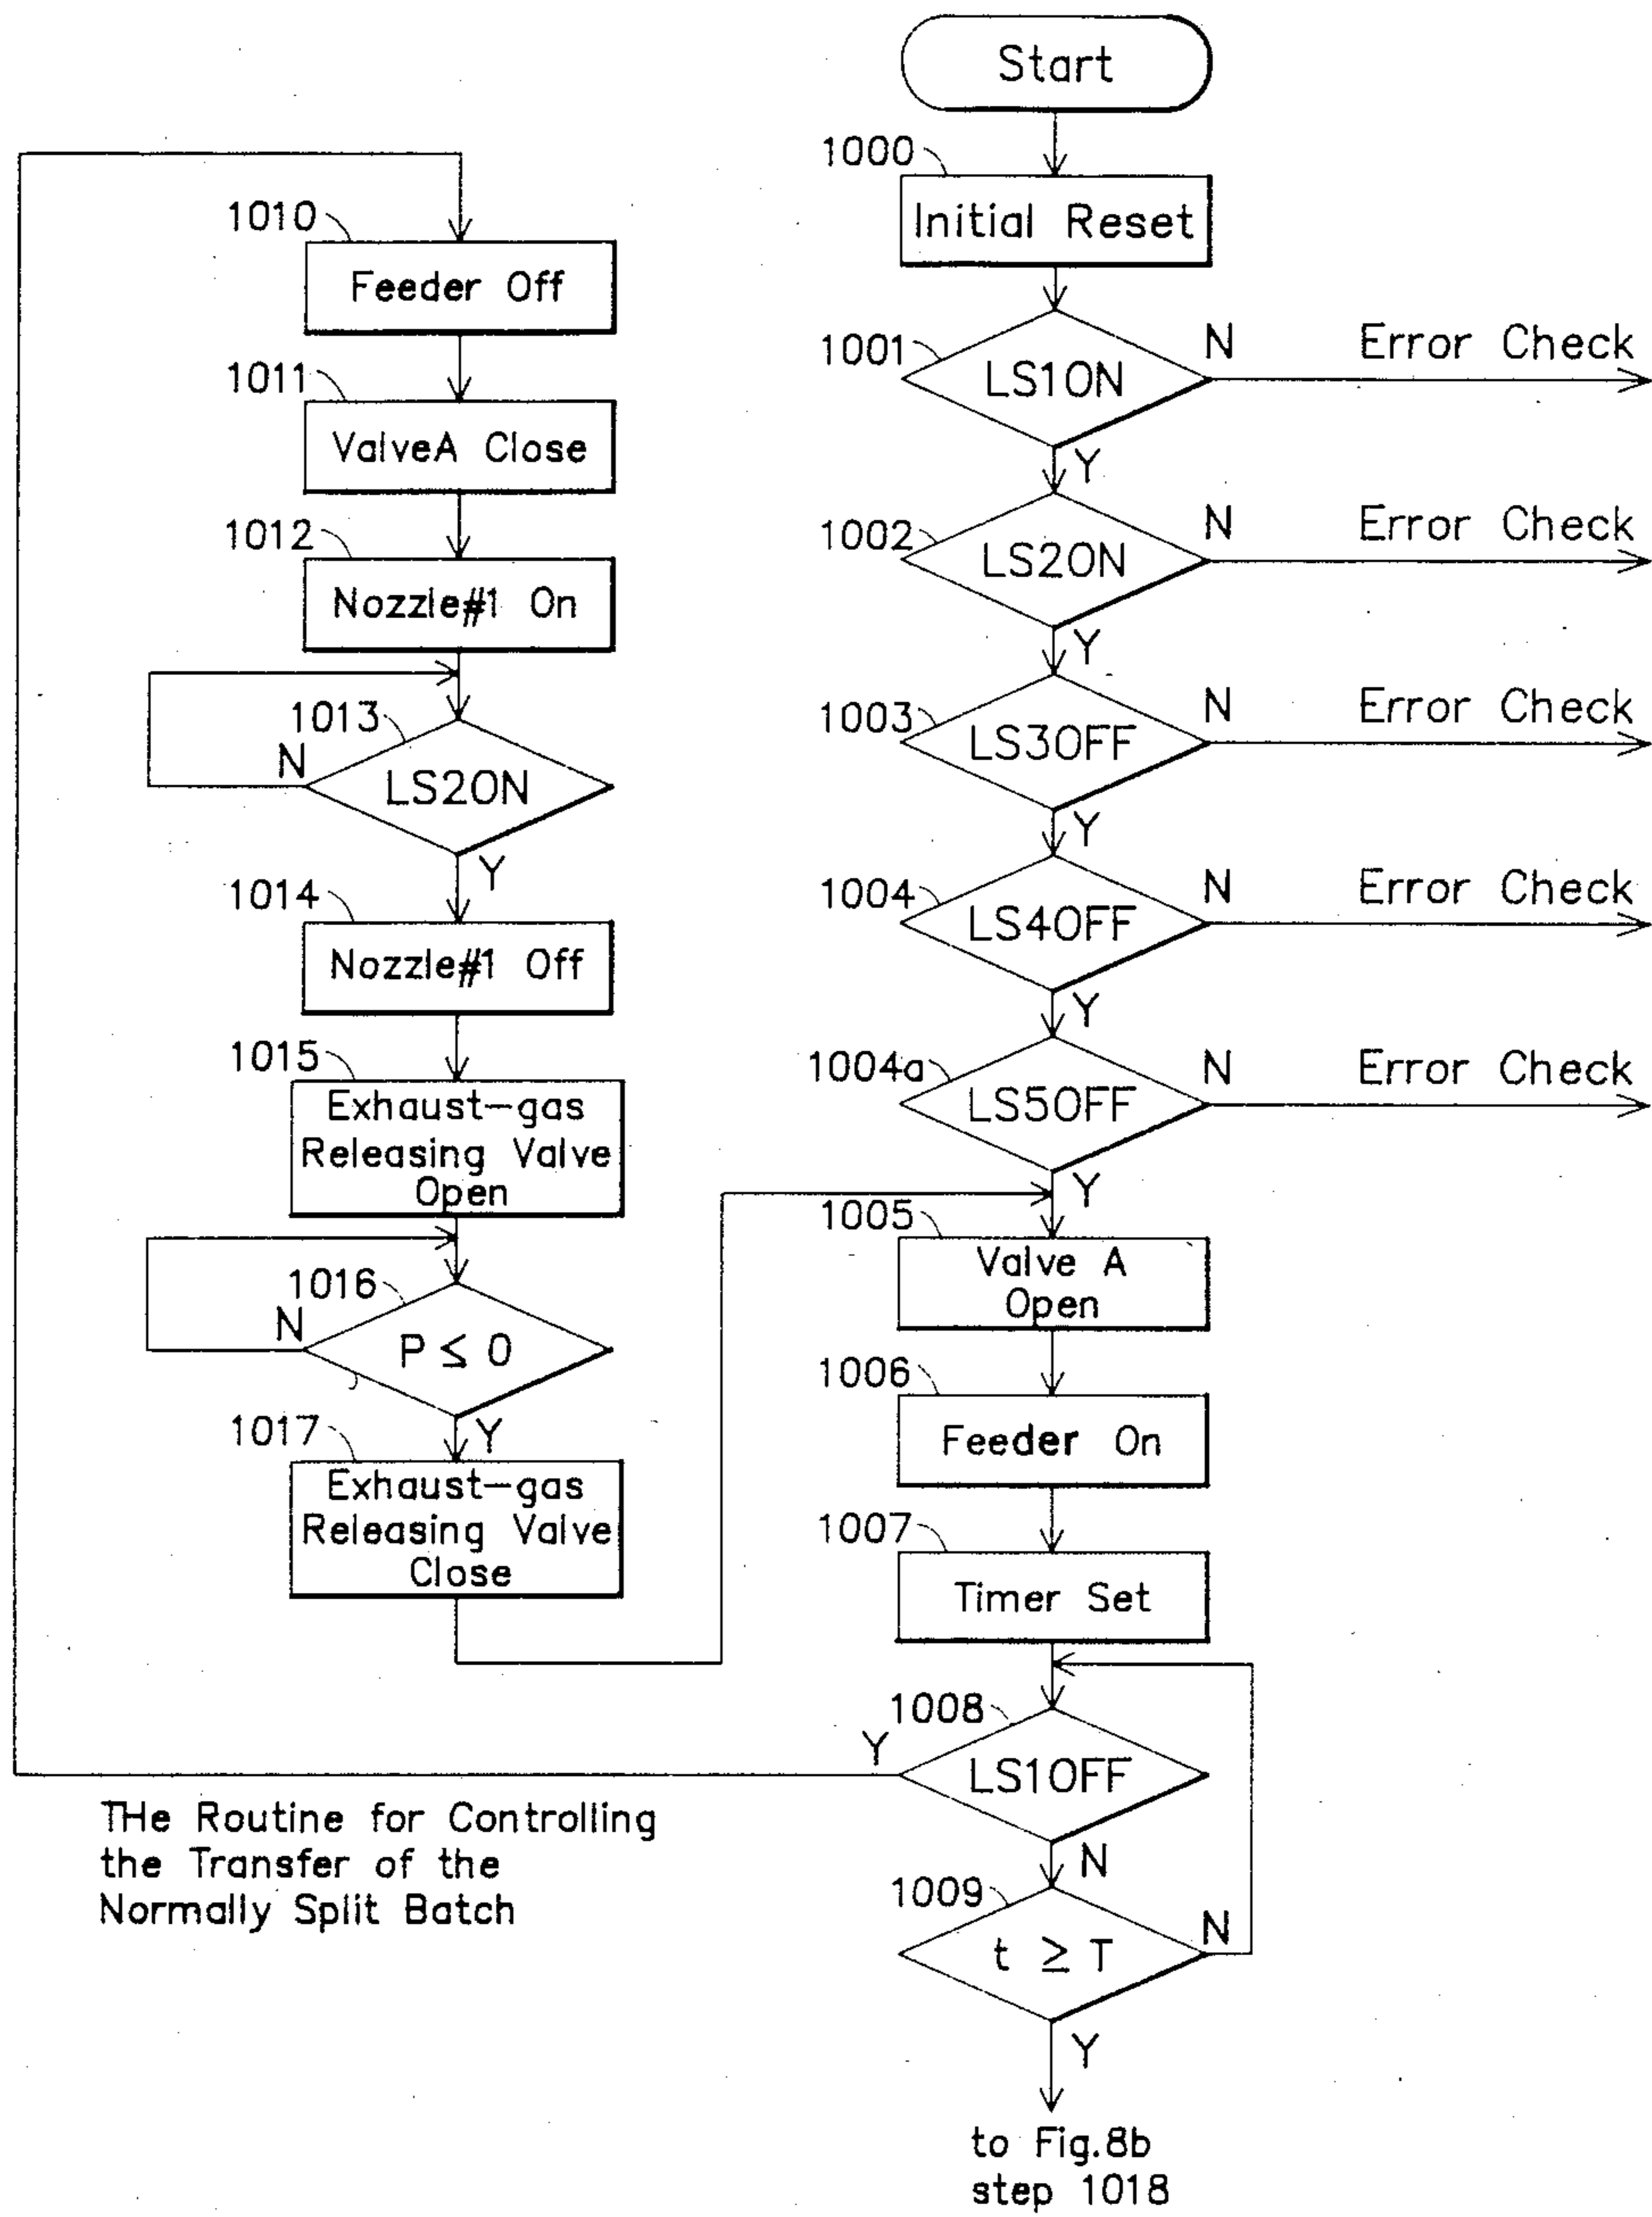 Start
1000
Initial Reset
1001
LS1ON
N
Error Check
Y
1002
LS2ON
N
Error Check
Y
1003
LS3OFF
N
Error Check
Y
1004
LS4OFF
N
Error Check
Y
1004a
LS5OFF
N
Error Check
Y
1005
Valve A
Open
1006
Feeder On
1007
Timer Set
1008
Y
LS1OFF
N
1009
t ≥ T
N
Y
to Fig.8b
step 1018
1010
Feeder Off
1011
ValveA Close
1012
Nozzle#1 On
1013
N
LS2ON
Y
1014
Nozzle#1 Off
1015
Exhaust-gas
Releasing Valve
Open
1016
N
P ≤ 0
Y
1017
Exhaust-gas
Releasing Valve
Close
THe Routine for Controlling
the Transfer of the
Normally Split Batch